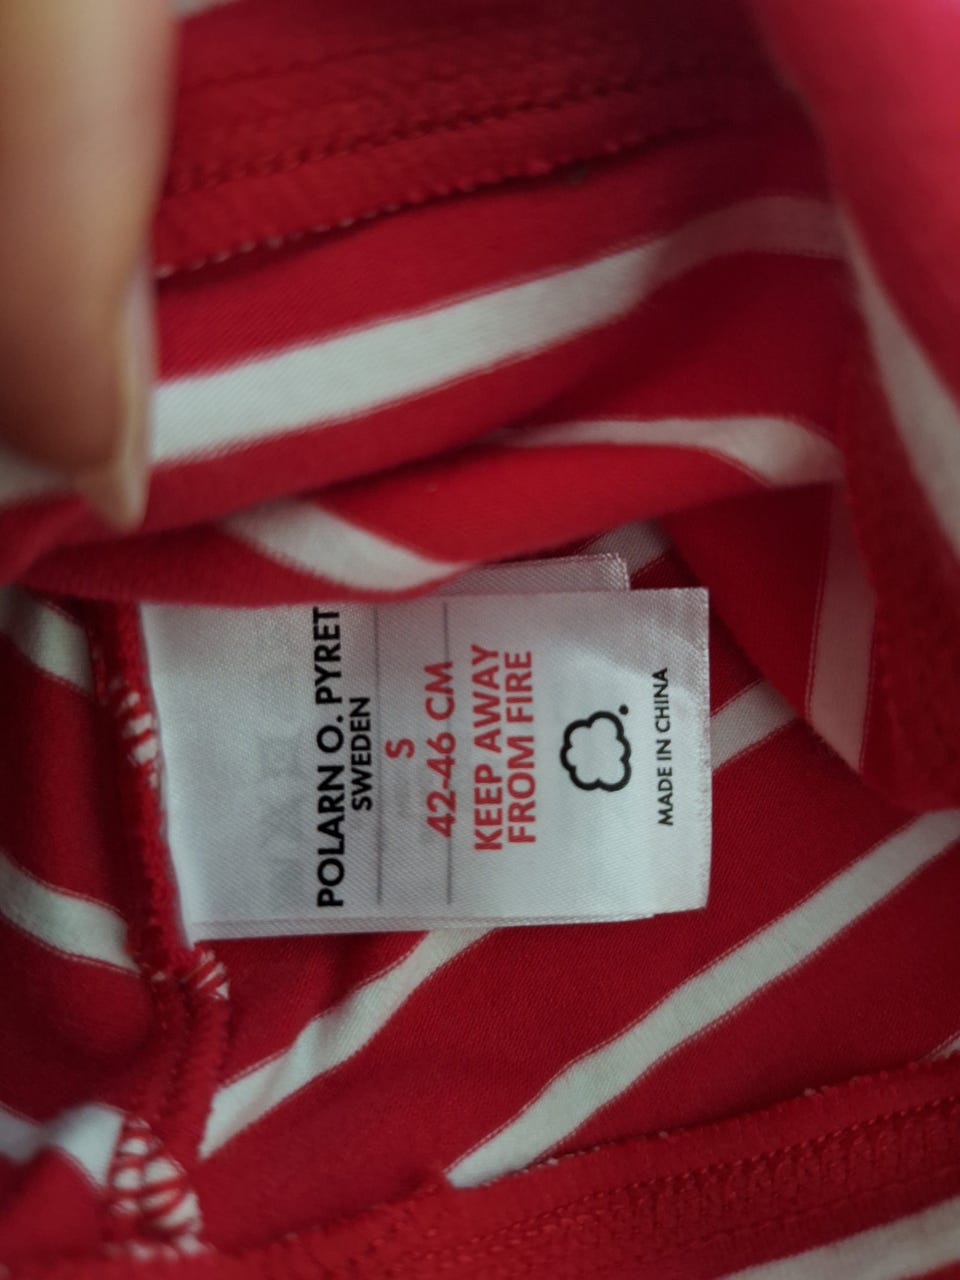 POLARN O. PYRET
SWEDEN
S
42-46 CM
KEEP AWAY
FROM FIRE
MADE IN CHINA